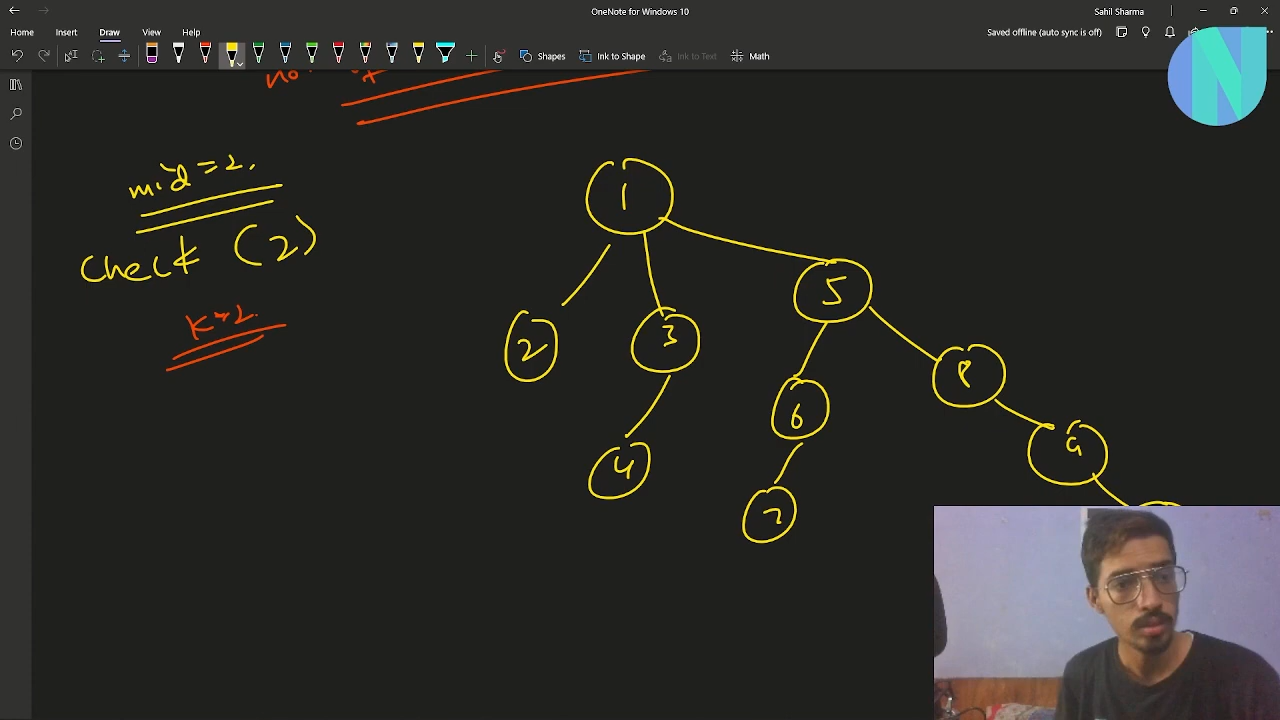 OneNote for Windows 10
Sahil Sharma
Home Insert Draw View Help
Saved offline (auto sync is off)
Shapes Ink to Shape Ink to Text Math
mid = 2.
check (2)
K → 2.
1
5
2 3
8
6
9
4
7